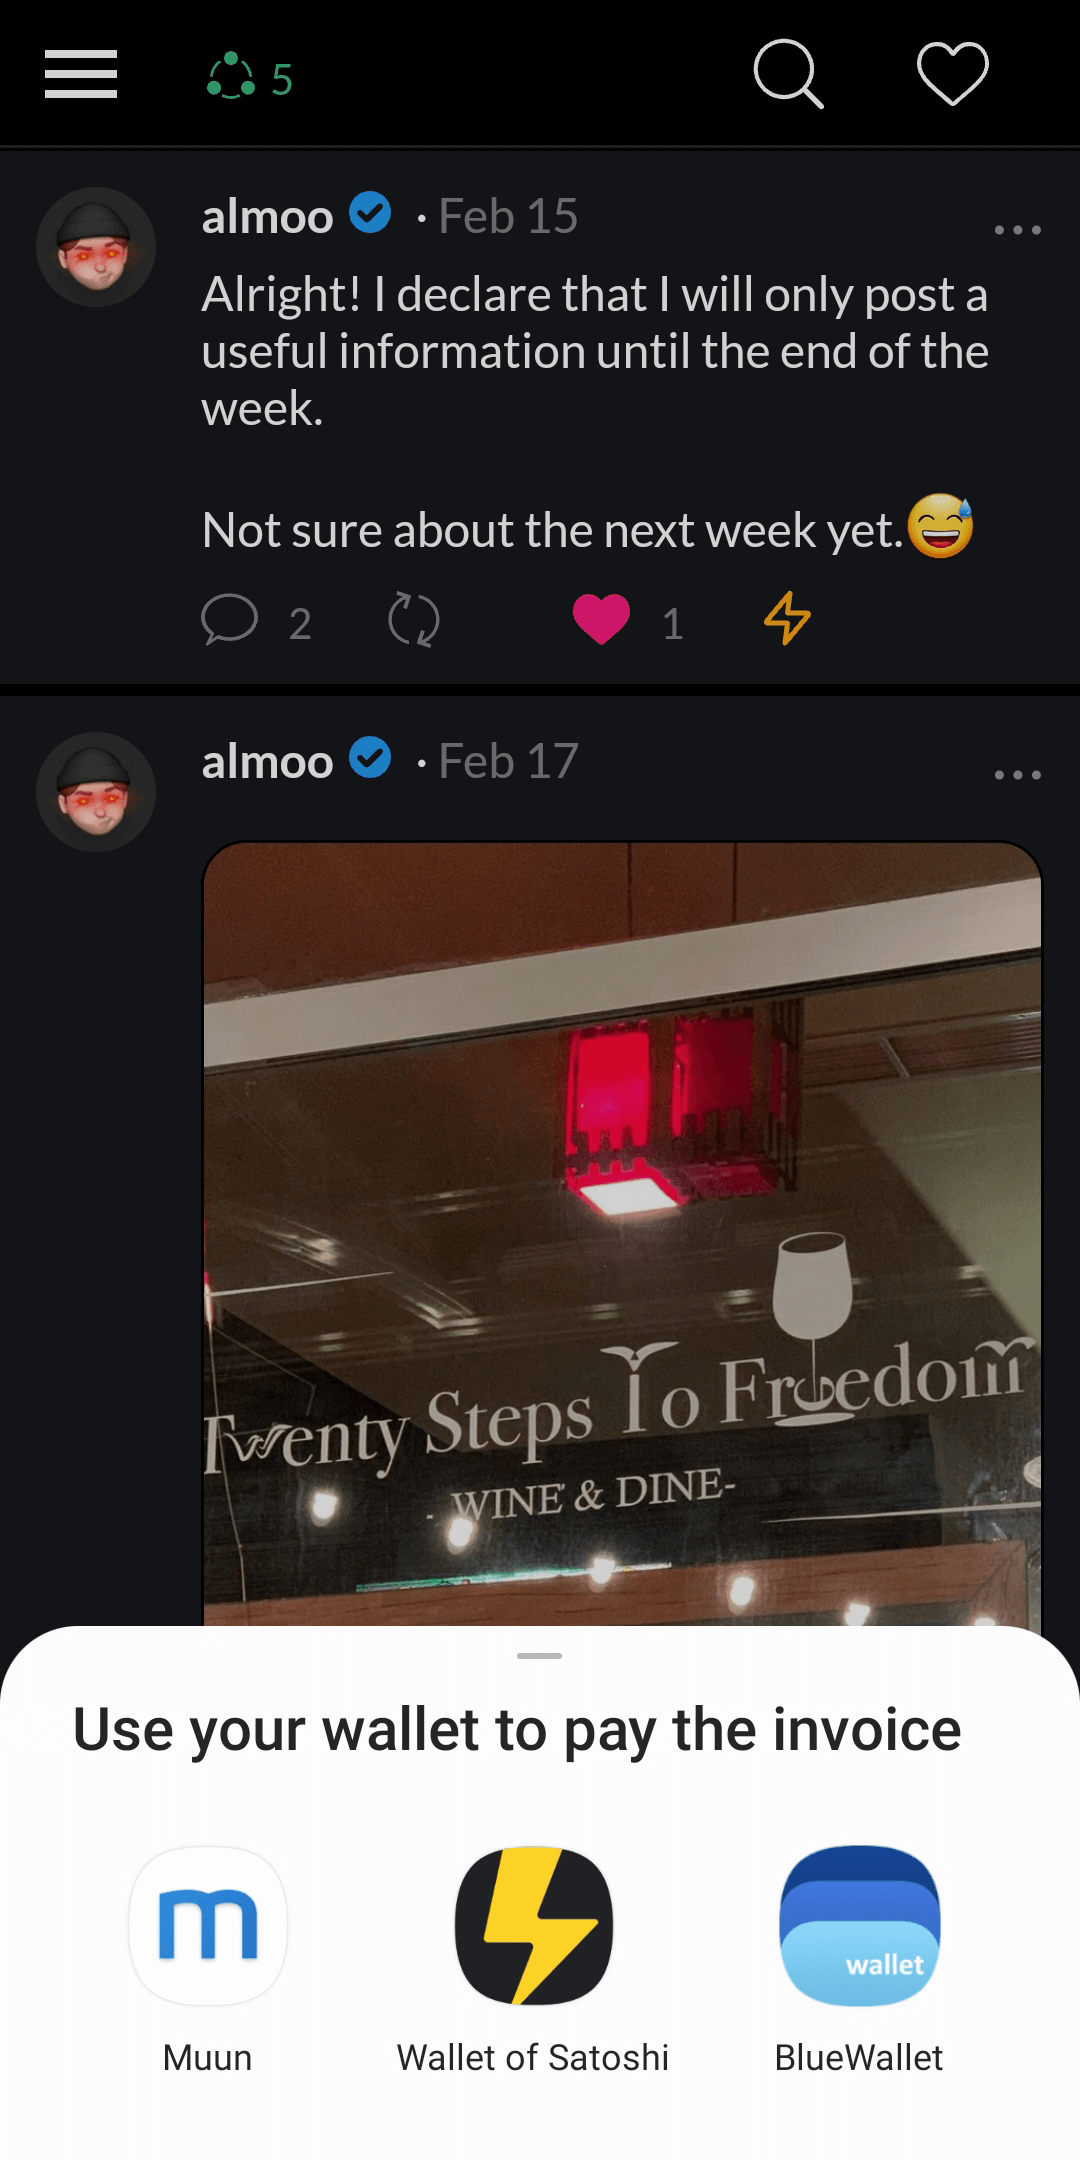 5
almoo · Feb 15
Alright! I declare that I will only post a
useful information until the end of the
week.
Not sure about the next week yet.😅
2 1
almoo · Feb 17
Twenty Steps To Freedom
- WINE & DINE-
Use your wallet to pay the invoice
m
wallet
Muun
Wallet of Satoshi
BlueWallet